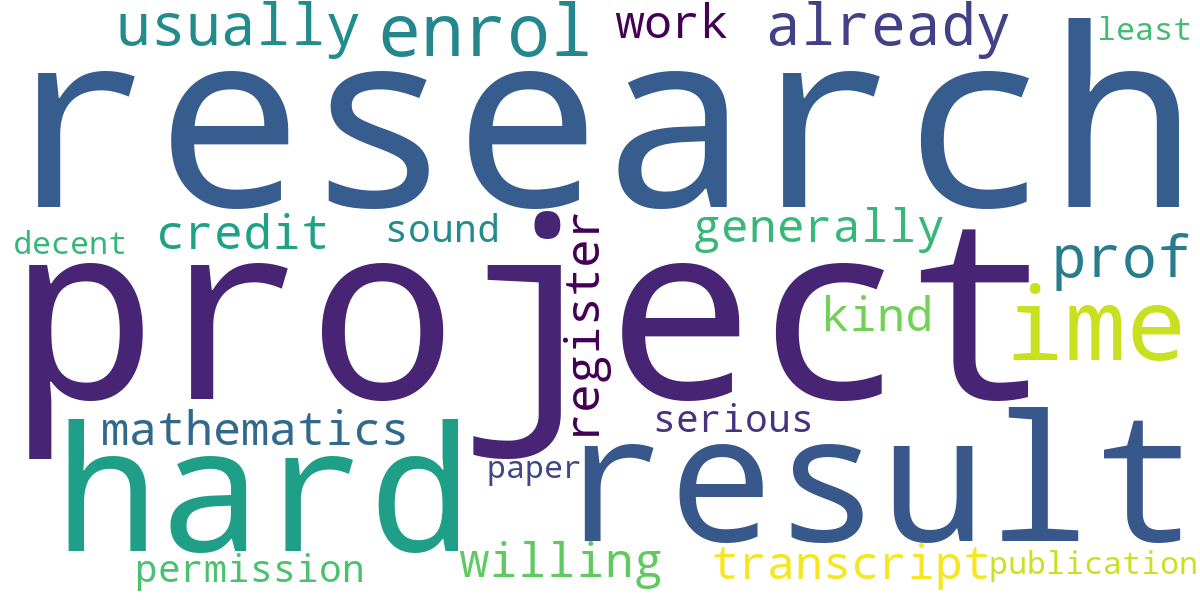 usually enrol work already least
research
decent credit sound generally prof
project
register
kind ime
mathematics serious
hard result
paper
permission willing transcript publication